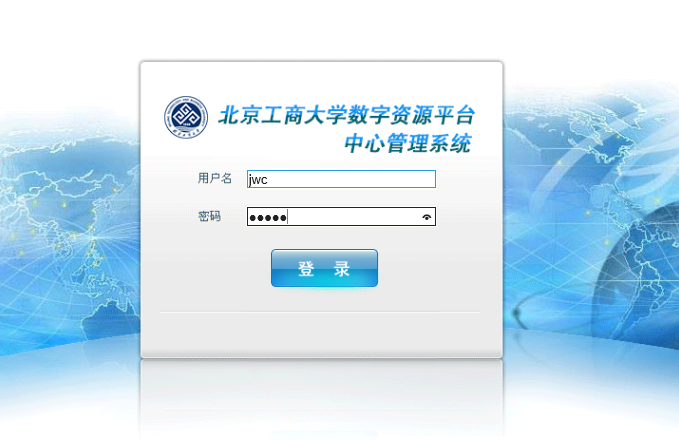 北京工商大学数字资源平台
中心管理系统
用户名 jwc
密码 ●●●●●
登 录